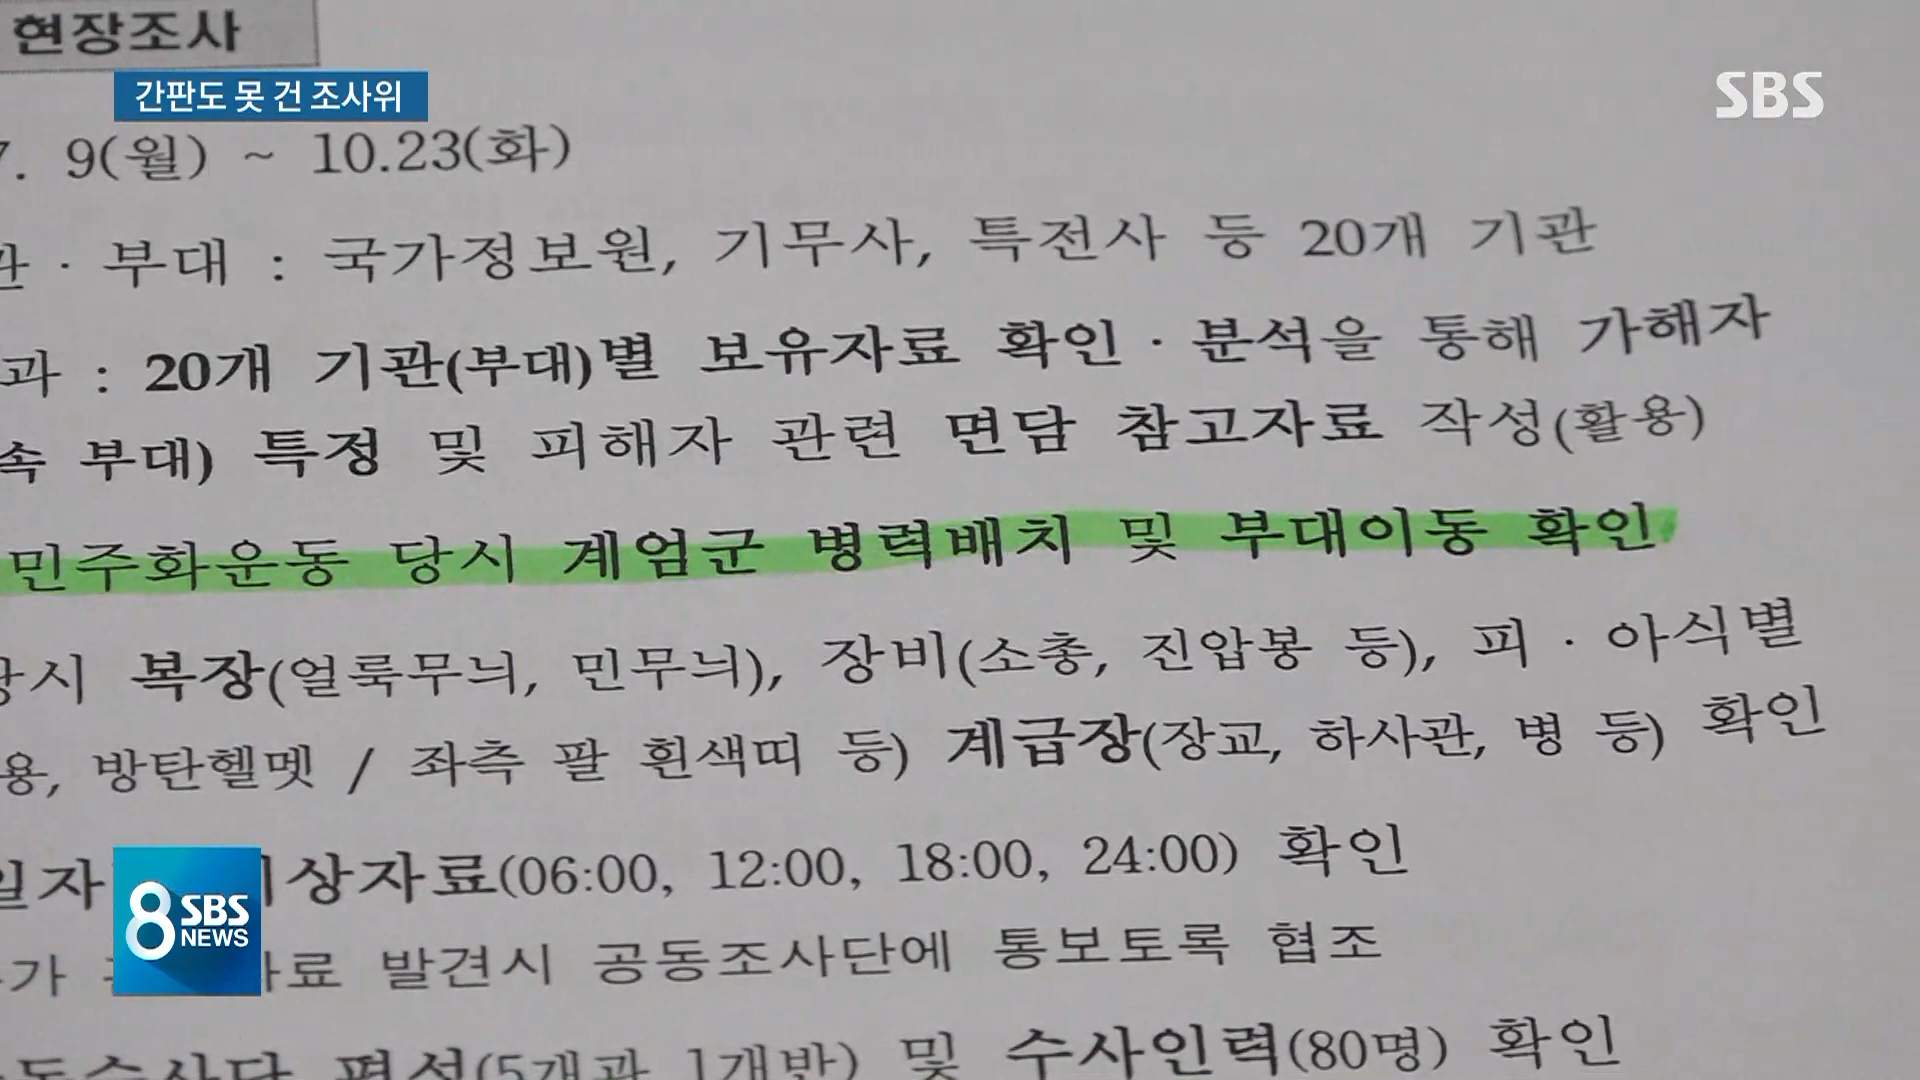 현장조사
간판도 못 건 조사위
SBS
7. 9(월) ~ 10.23(화)
· 부대 : 국가정보원, 기무사, 특전사 등 20개 기관
과 : 20개 기관(부대)별 보유자료 확인 · 분석을 통해 가해자
속 부대) 특정 및 피해자 관련 면담 참고자료 작성(활용)
민주화운동 당시 계엄군 병력배치 및 부대이동 확인
당시 복장(얼룩무늬, 민무늬), 장비(소총, 진압봉 등), 피 · 아식별
용, 방탄헬멧 / 좌측 팔 흰색띠 등) 계급장(장교, 하사관, 병 등) 확인
일자 상자료(06:00, 12:00, 18:00, 24:00) 확인
가 자료 발견시 공동조사단에 통보토록 협조
편성(5개과 1개반) 및 수사인력(80명) 확인
8 SBS NEWS